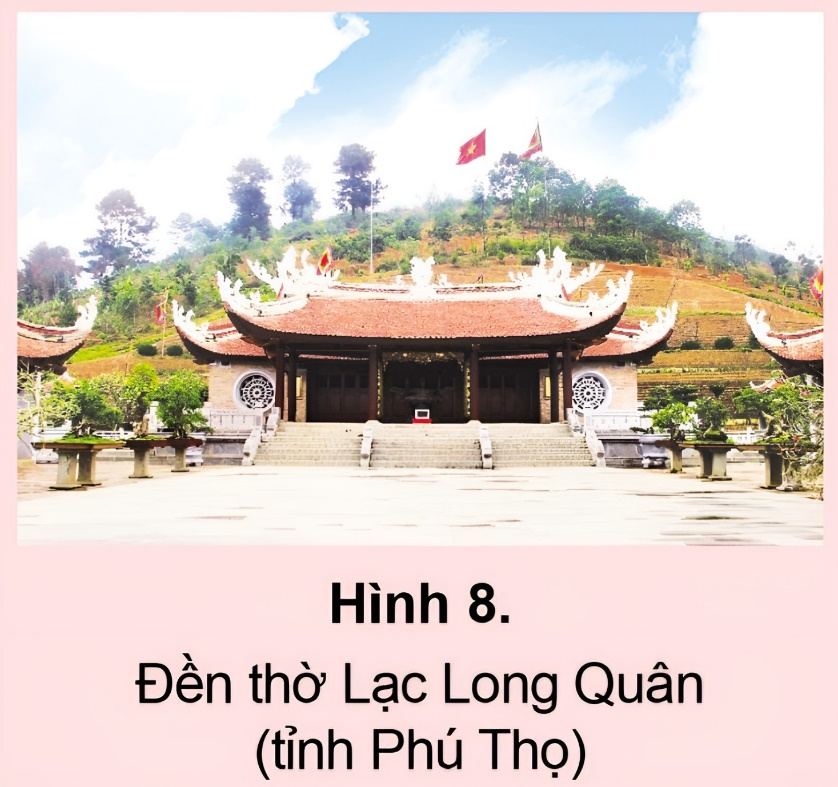 Hình 8.
Đền thờ Lạc Long Quân
(tỉnh Phú Thọ)